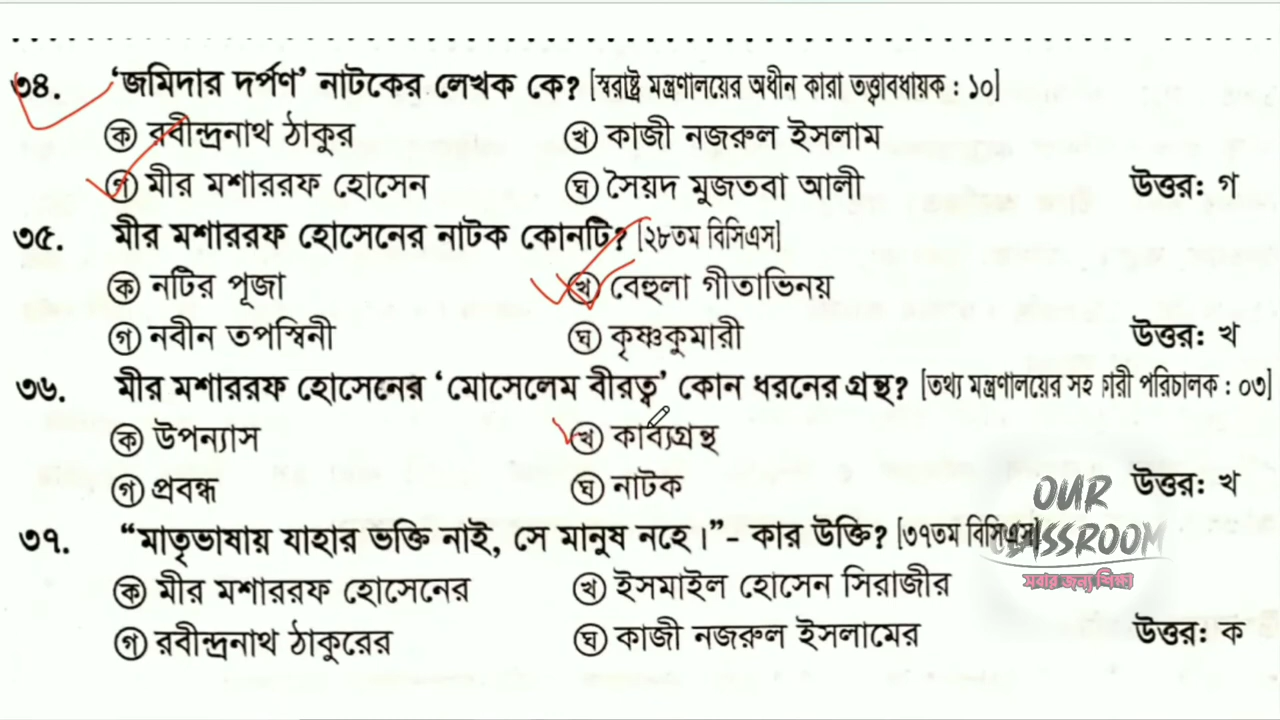 ৩৪. ‘জমিদার দর্পণ’ নাটকের লেখক কে? [স্বরাষ্ট্র মন্ত্রণালয়ের অধীন কারা তত্ত্বাবধায়ক : ১০]
ক রবীন্দ্রনাথ ঠাকুর খ কাজী নজরুল ইসলাম
গ মীর মশাররফ হোসেন ঘ সৈয়দ মুজতবা আলী উত্তর: গ
৩৫. মীর মশাররফ হোসেনের নাটক কোনটি? [২৮তম বিসিএস]
ক নটির পূজা খ বেহুলা গীতাভিনয়
গ নবীন তপস্বিনী ঘ কৃষ্ণকুমারী উত্তর: খ
৩৬. মীর মশাররফ হোসেনের ‘মোসেলেম বীরত্ব’ কোন ধরনের গ্রন্থ? [তথ্য মন্ত্রণালয়ের সহকারী পরিচালক : ০৩]
ক উপন্যাস খ কাব্যগ্রন্থ
গ প্রবন্ধ ঘ নাটক উত্তর: খ
৩৭. “মাতৃভাষায় যাহার ভক্তি নাই, সে মানুষ নহে।”- কার উক্তি? [৩৭তম বিসিএস]
ক মীর মশাররফ হোসেনের খ ইসমাইল হোসেন সিরাজীর
গ রবীন্দ্রনাথ ঠাকুরের ঘ কাজী নজরুল ইসলামের উত্তর: ক
OUR
CLASSROOM
সবার জন্য শিক্ষা